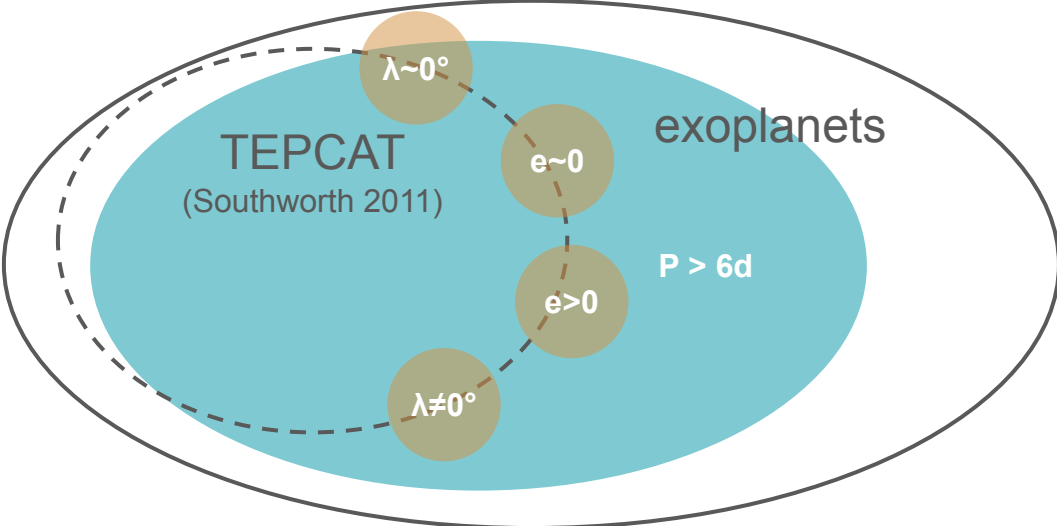 λ~0°
exoplanets
TEPCAT
(Southworth 2011)
e~0
P > 6d
e>0
λ≠0°